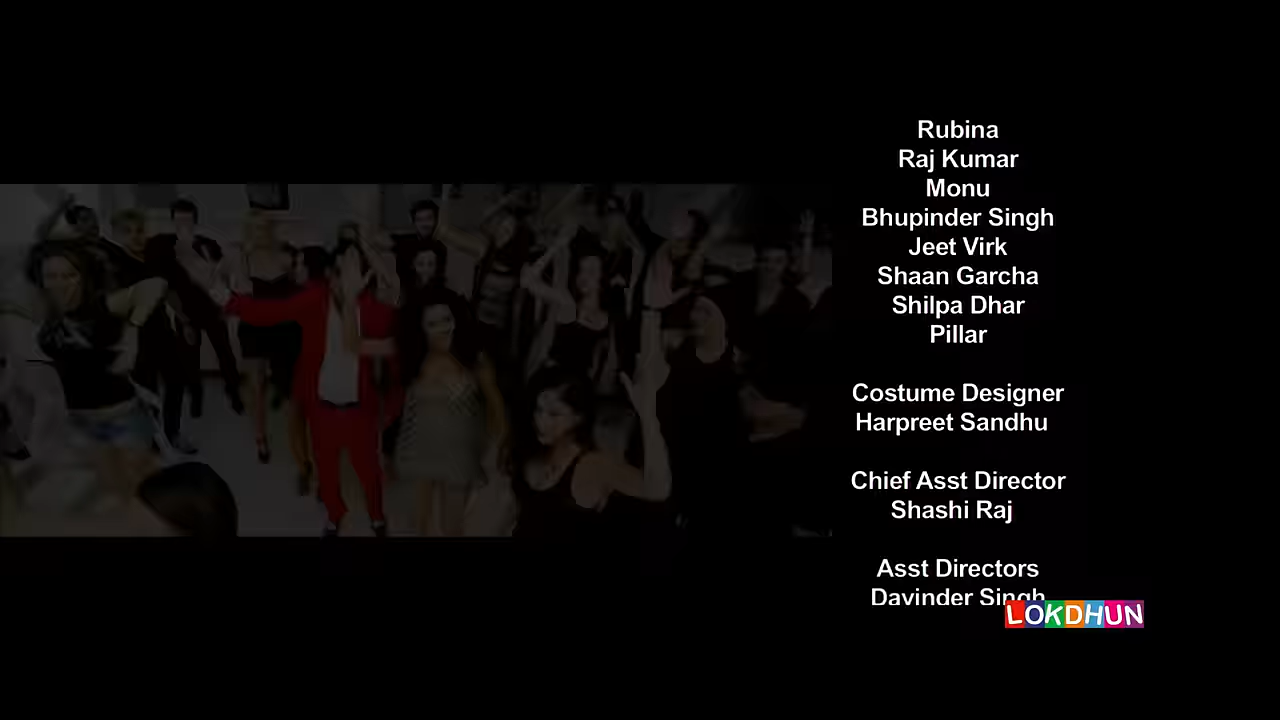 Rubina
Raj Kumar
Monu
Bhupinder Singh
Jeet Virk
Shaan Garcha
Shilpa Dhar
Pillar
Costume Designer
Harpreet Sandhu
Chief Asst Director
Shashi Raj
Asst Directors
Davinder Singh
LOKDHUN